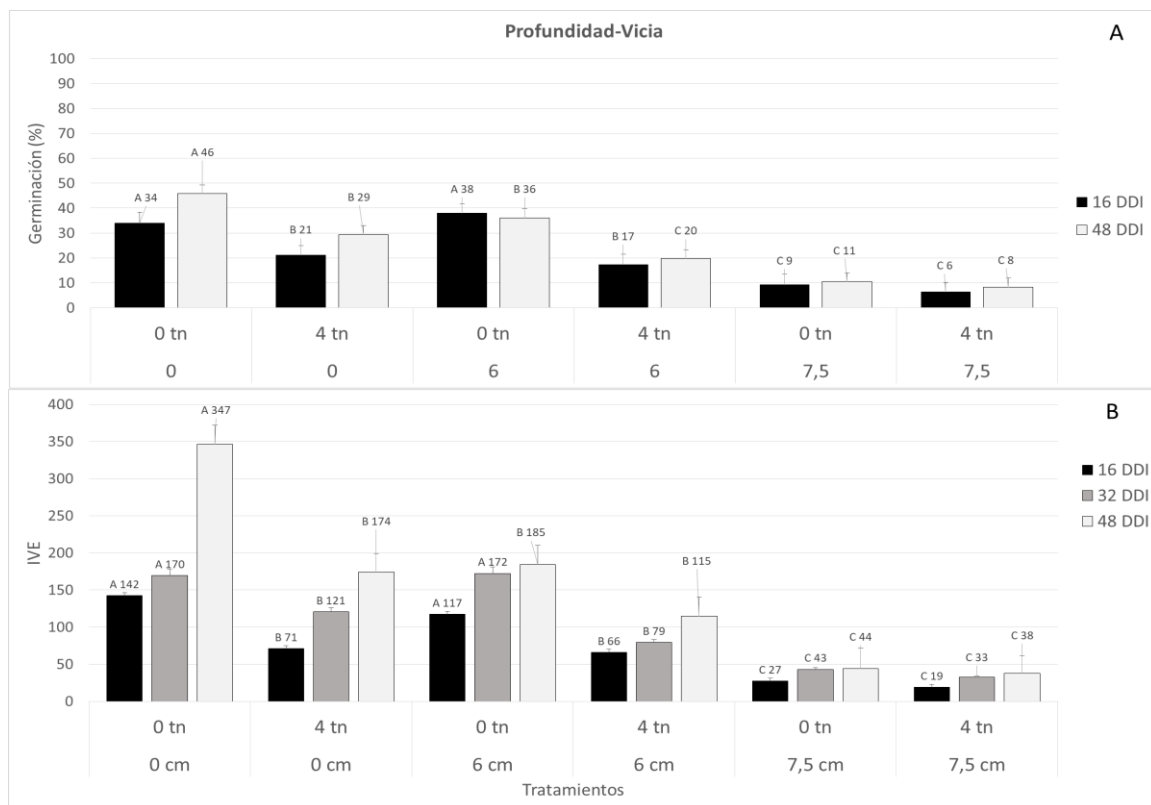 Profundidad-Vicia
A
Germinación (%)
100
90
80
70
60
50
40
30
20
10
0
A 34
A 46
B 21
B 29
A 38
B 36
B 17
C 20
C 9
C 11
C 6
C 8
16 DDI
48 DDI
0 tn 4 tn 0 tn 4 tn 0 tn 4 tn
0 0 6 6 7,5 7,5
B
IVE
400
350
300
250
200
150
100
50
0
A 142
A 170
A 347
B 71
B 121
B 174
A 117
A 172
B 185
B 66
B 79
B 115
C 27
C 43
C 44
C 19
C 33
C 38
16 DDI
32 DDI
48 DDI
0 tn 4 tn 0 tn 4 tn 0 tn 4 tn
0 cm 0 cm 6 cm 6 cm 7,5 cm 7,5 cm
Tratamientos